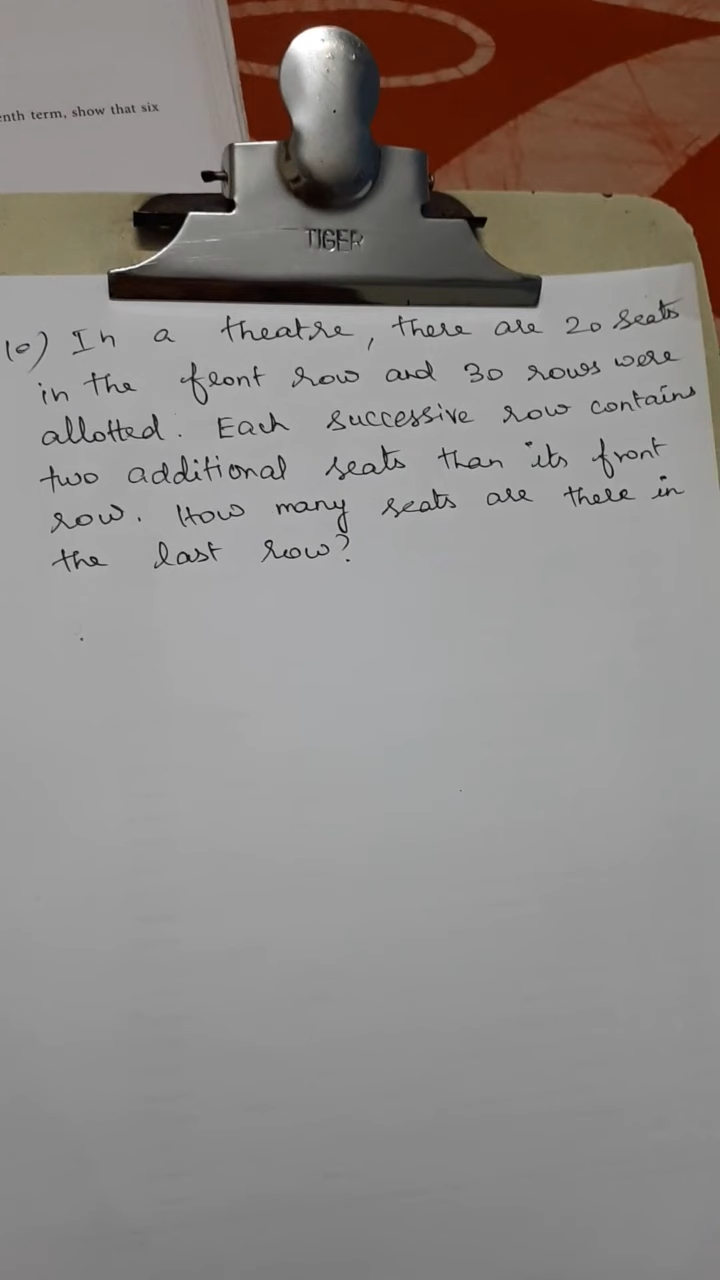 enth term, show that six
TIGER
10) In a theatre, there are 20 seats
in the front row and 30 rows were
allotted. Each successive row contains
two additional seats than its front
row. How many seats are there in
the last row?